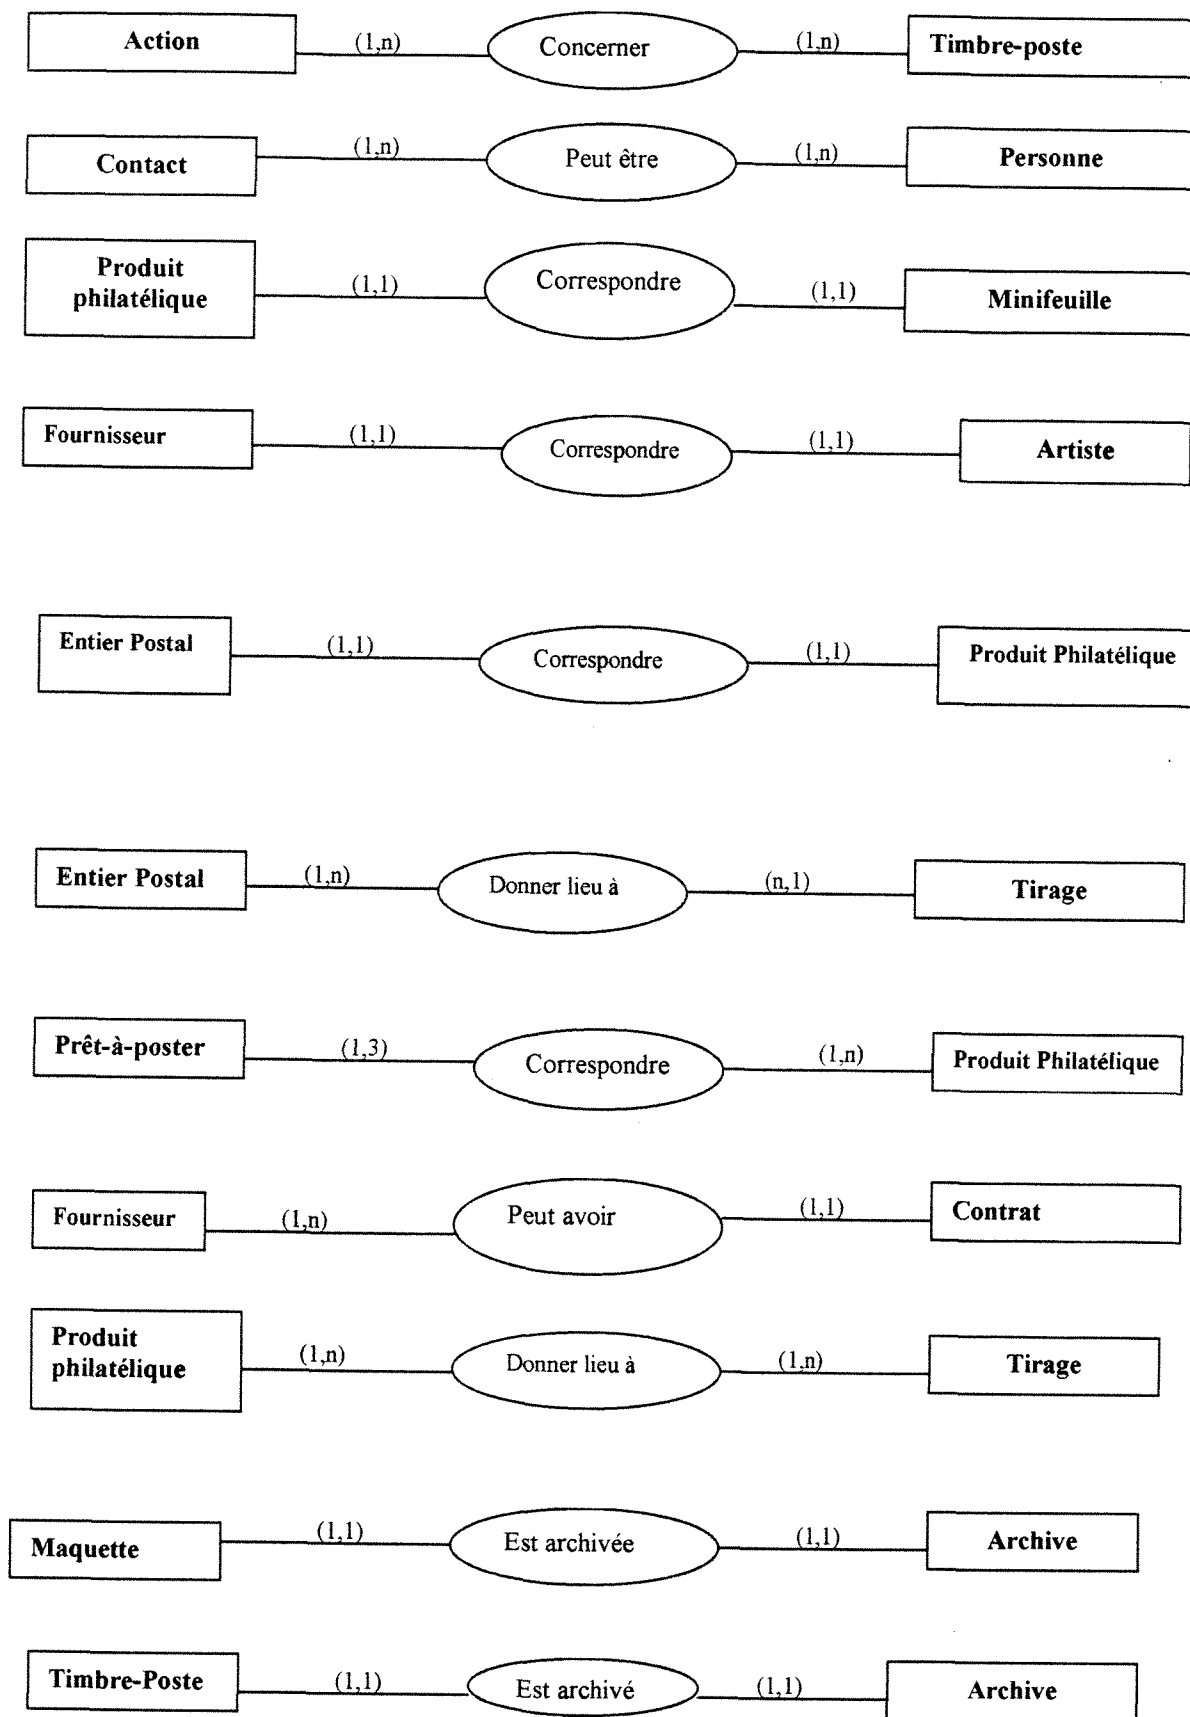 Action (1,n) Concerner (1,n) Timbre-poste
Contact (1,n) Peut être (1,n) Personne
Produit
philatélique (1,1) Correspondre (1,1) Minifeuille
Fournisseur (1,1) Correspondre (1,1) Artiste
Entier Postal (1,1) Correspondre (1,1) Produit Philatélique
Entier Postal (1,n) Donner lieu à (n,1) Tirage
Prêt-à-poster (1,3) Correspondre (1,n) Produit Philatélique
Fournisseur (1,n) Peut avoir (1,1) Contrat
Produit
philatélique (1,n) Donner lieu à (1,n) Tirage
Maquette (1,1) Est archivée (1,1) Archive
Timbre-Poste (1,1) Est archivé (1,1) Archive